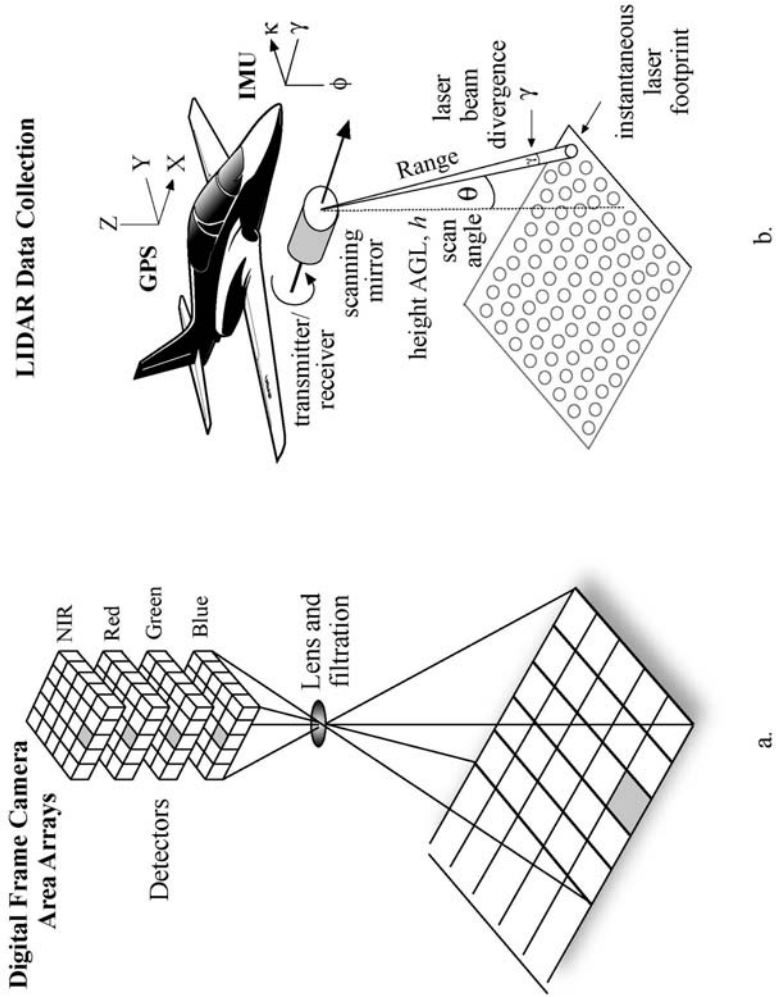 Digital Frame Camera
Area Arrays
NIR
Red
Green
Blue
Detectors
Lens and
filtration
a.
LIDAR Data Collection
GPS
Z
Y
X
IMU
κ
γ
ϕ
transmitter/
receiver
scanning
mirror
height AGL, h
scan
angle
θ
Range
laser
beam
divergence
γ
γ
instantaneous
laser
footprint
b.